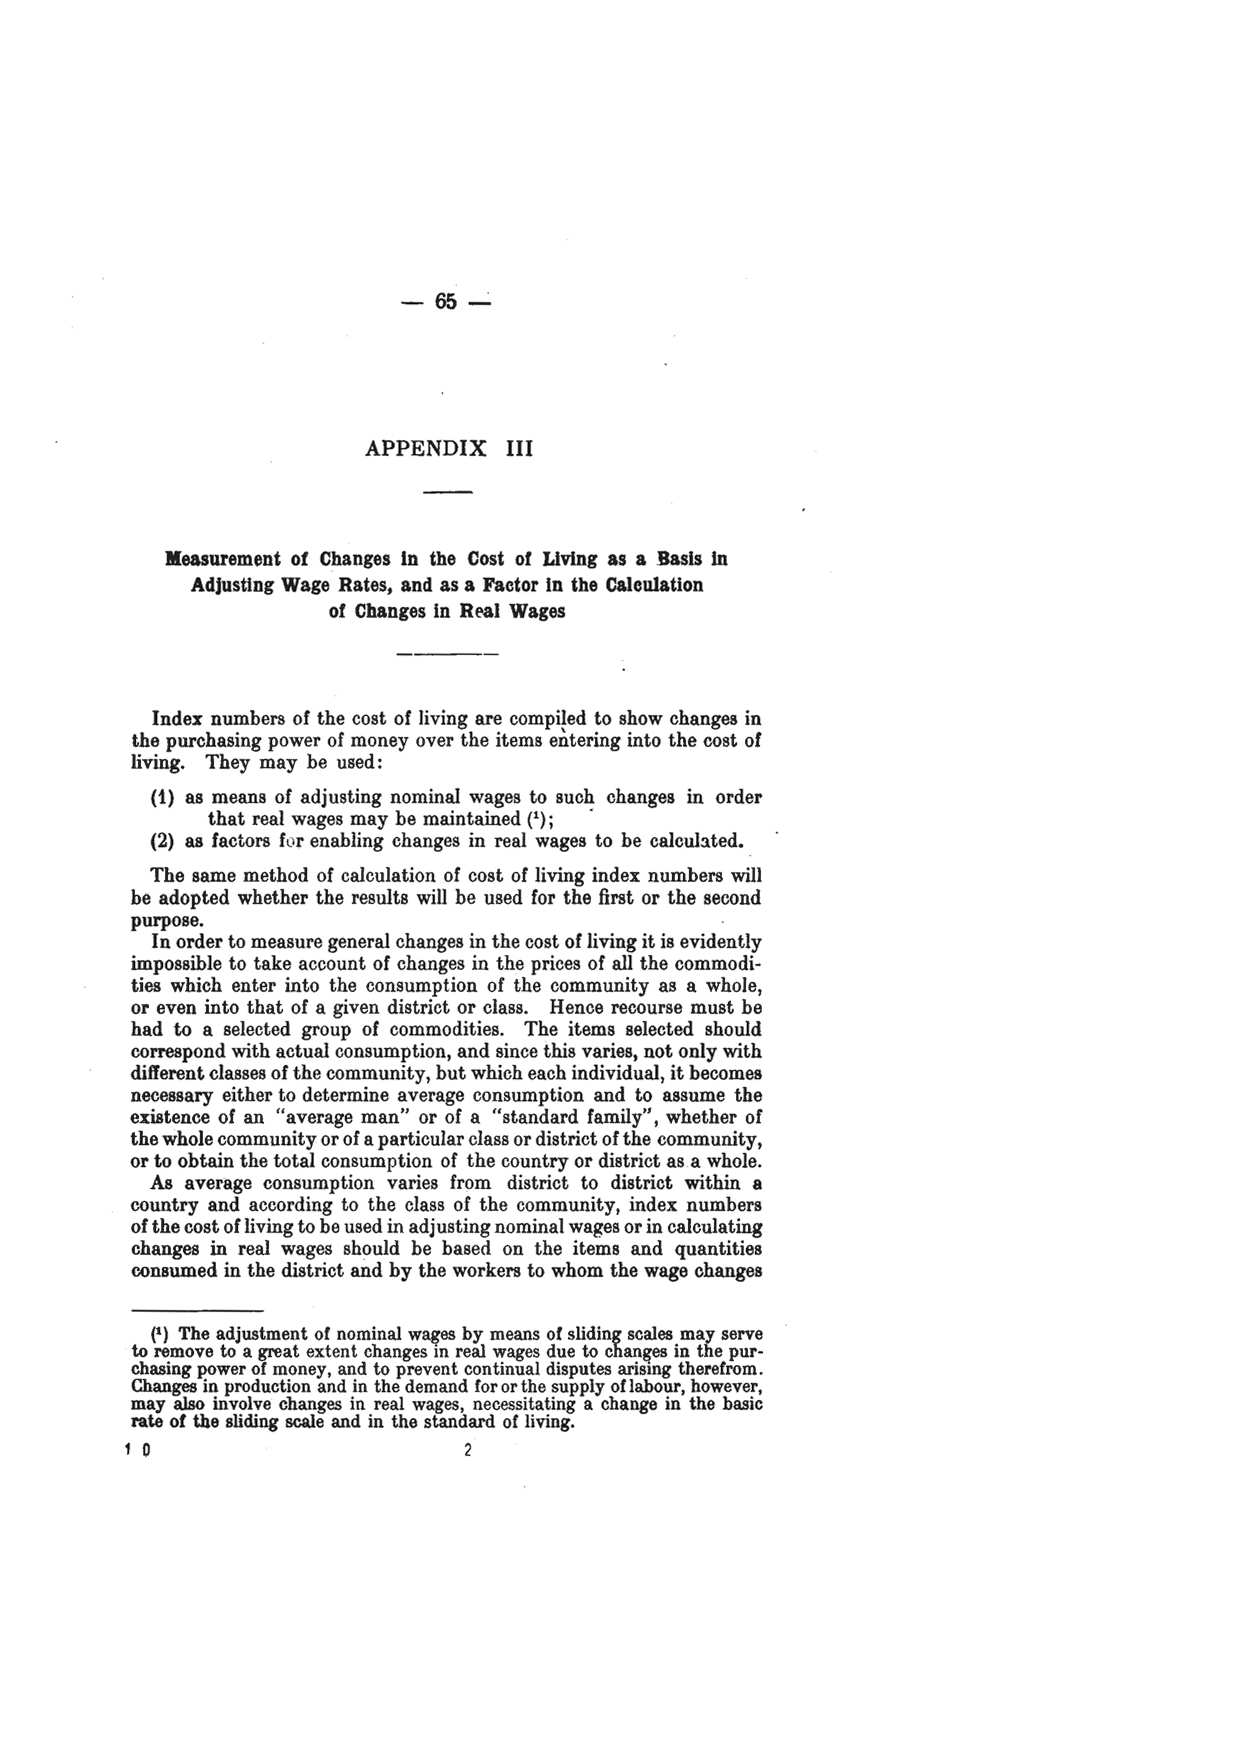 — 65 —
APPENDIX III
Measurement of Changes in the Cost of Living as a Basis in
Adjusting Wage Rates, and as a Factor in the Calculation
of Changes in Real Wages
Index numbers of the cost of living are compiled to show changes in
the purchasing power of money over the items entering into the cost of
living. They may be used:
(1) as means of adjusting nominal wages to such changes in order
that real wages may be maintained (¹);
(2) as factors for enabling changes in real wages to be calculated.
The same method of calculation of cost of living index numbers will
be adopted whether the results will be used for the first or the second
purpose.
In order to measure general changes in the cost of living it is evidently
impossible to take account of changes in the prices of all the commodi-
ties which enter into the consumption of the community as a whole,
or even into that of a given district or class. Hence recourse must be
had to a selected group of commodities. The items selected should
correspond with actual consumption, and since this varies, not only with
different classes of the community, but which each individual, it becomes
necessary either to determine average consumption and to assume the
existence of an “average man” or of a “standard family”, whether of
the whole community or of a particular class or district of the community,
or to obtain the total consumption of the country or district as a whole.
As average consumption varies from district to district within a
country and according to the class of the community, index numbers
of the cost of living to be used in adjusting nominal wages or in calculating
changes in real wages should be based on the items and quantities
consumed in the district and by the workers to whom the wage changes
(¹) The adjustment of nominal wages by means of sliding scales may serve
to remove to a great extent changes in real wages due to changes in the pur-
chasing power of money, and to prevent continual disputes arising therefrom.
Changes in production and in the demand for or the supply of labour, however,
may also involve changes in real wages, necessitating a change in the basic
rate of the sliding scale and in the standard of living.
1 0 2